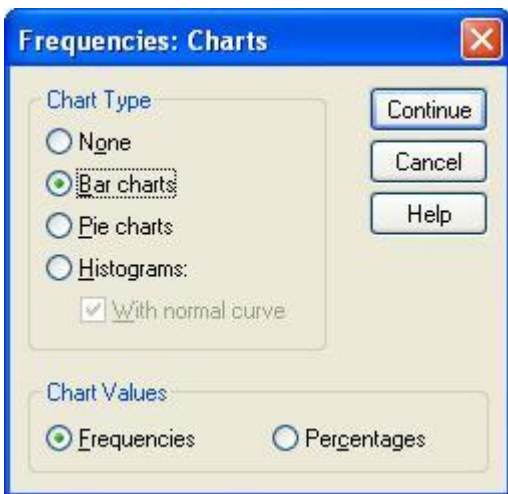 Frequencies: Charts
Chart Type
None
Bar charts
Pie charts
Histograms:
With normal curve
Continue
Cancel
Help
Chart Values
Frequencies
Percentages